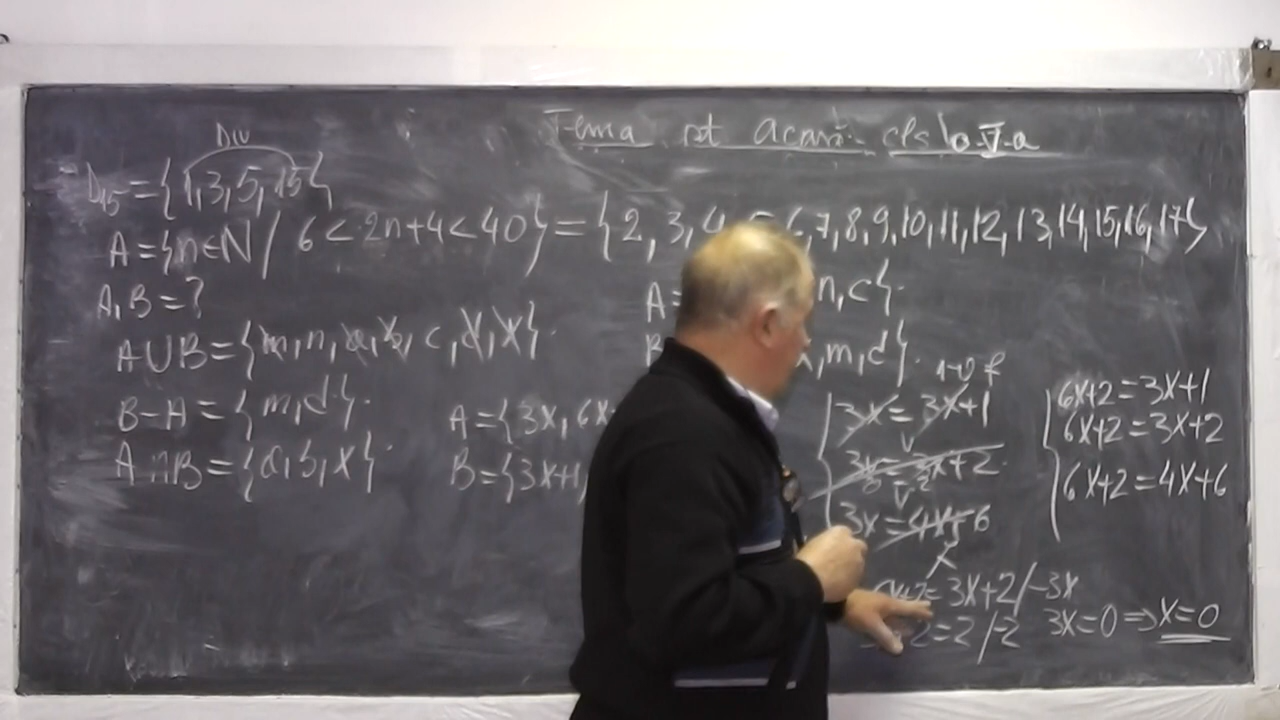 Tema pt acasă cls a V-a
Div
D₁₅ = {1, 3, 5, 15}
A = {n∈N / 6 < 2n+4 < 40} = {2, 3, 4, 6, 7, 8, 9, 10, 11, 12, 13, 14, 15, 16, 17}
A, B = ?
A = n, c}.
A∪B = {m, n, a, b, c, d, x}.
B m, d}.
B−A = {m, d}.
A∩B = {a, b, x}.
A = {3x, 6x
B = {3x+1,
3x = 3x+1
3x = 3x+2
3x = 4x+6
6x+2 = 3x+1
6x+2 = 3x+2
6x+2 = 4x+6
= 3x+2 /-3x
2 = 2 /-2 3x = 0 => x = 0